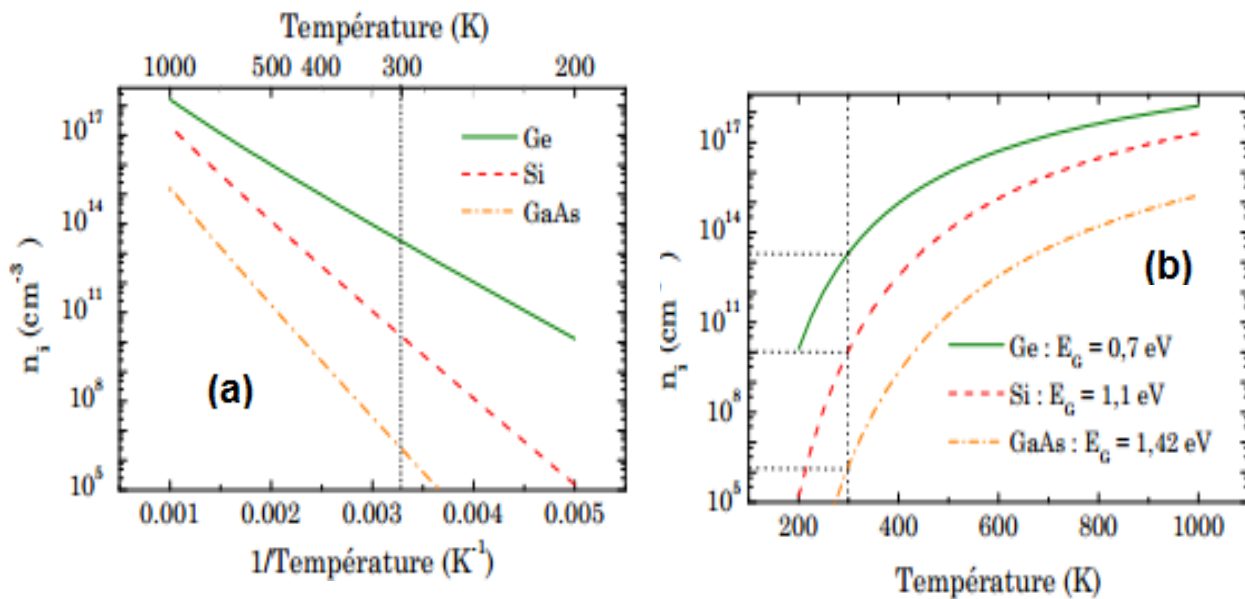 Température (K)
1000 500 400 300 200
10^17
10^14
10^11
10^8
10^5
n_i (cm^-3)
Ge
Si
GaAs
(a)
0.001 0.002 0.003 0.004 0.005
1/Température (K^-1)
10^17
10^14
10^11
10^8
10^5
n_i (cm
(b)
Ge : E_G = 0,7 eV
Si : E_G = 1,1 eV
GaAs : E_G = 1,42 eV
200 400 600 800 1000
Température (K)